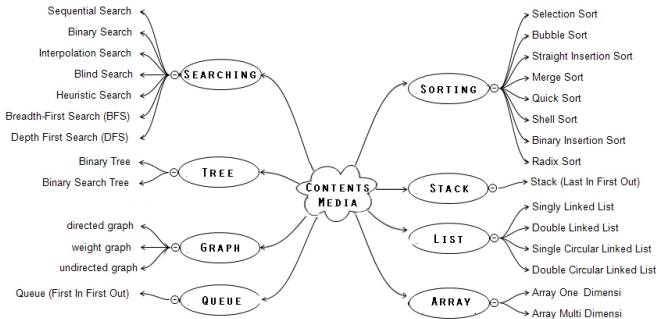 Sequential Search
Binary Search
Interpolation Search
Blind Search
Heuristic Search
Breadth-First Search (BFS)
Depth First Search (DFS)
SEARCHING
Binary Tree
Binary Search Tree
TREE
directed graph
weight graph
undirected graph
GRAPH
Queue (First In First Out)
QUEUE
CONTENTS
MEDIA
SORTING
Selection Sort
Bubble Sort
Straight Insertion Sort
Merge Sort
Quick Sort
Shell Sort
Binary Insertion Sort
Radix Sort
STACK
Stack (Last In First Out)
LIST
Singly Linked List
Double Linked List
Single Circular Linked List
Double Circular Linked List
ARRAY
Array One Dimensi
Array Multi Dimensi